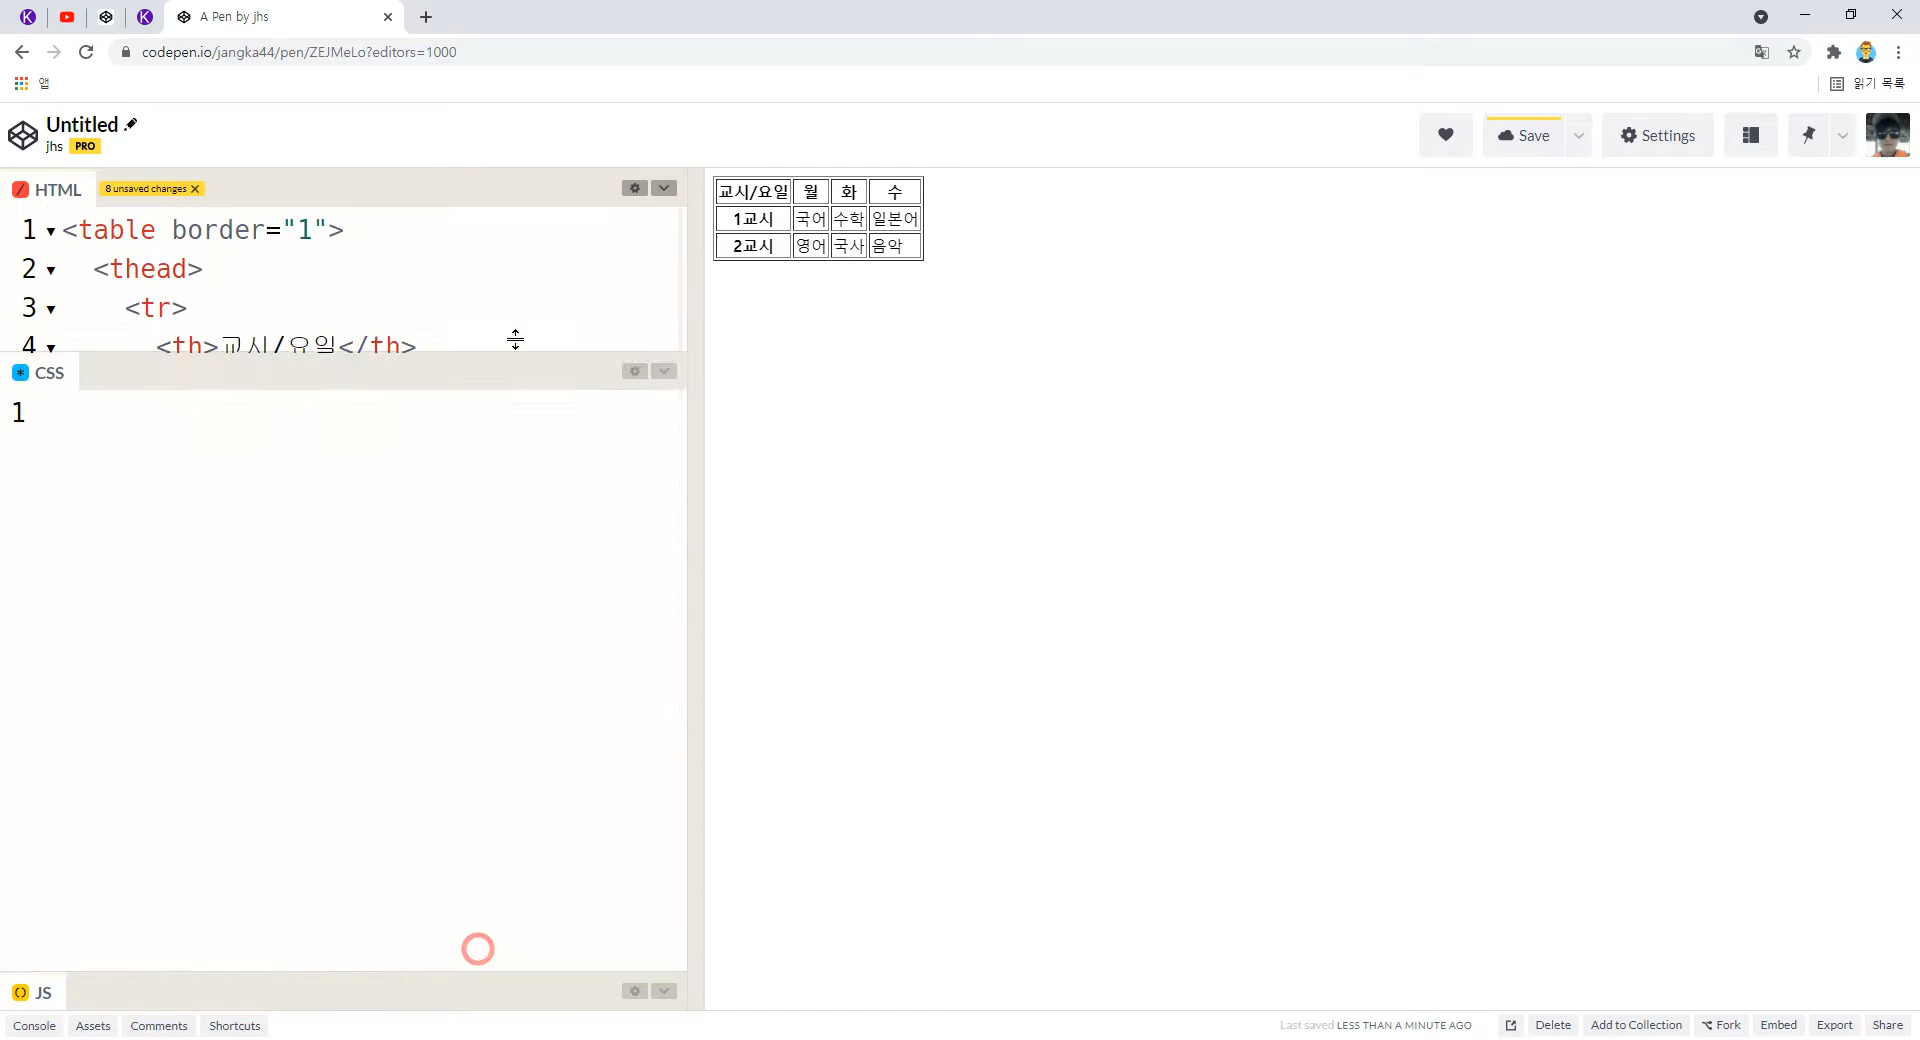 A Pen by jhs
codepen.io/jangka44/pen/ZEJMeLo?editors=1000
앱
읽기 목록
Untitled
jhs PRO
Save
Settings
HTML
8 unsaved changes
1 <table border="1">
2 <thead>
3 <tr>
4 <th>교시/요일</th>
CSS
1
JS
교시/요일 월 화 수
1교시 국어 수학 일본어
2교시 영어 국사 음악
Console Assets Comments Shortcuts
Last saved LESS THAN A MINUTE AGO Delete Add to Collection Fork Embed Export Share